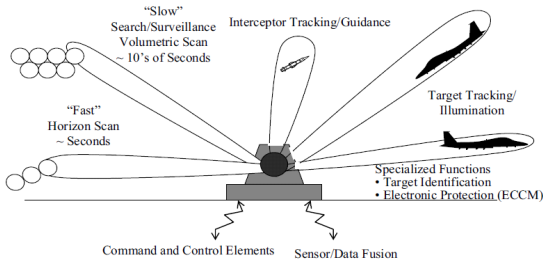 “Slow”
Search/Surveillance
Volumetric Scan
~ 10’s of Seconds
Interceptor Tracking/Guidance
“Fast”
Horizon Scan
~ Seconds
Target Tracking/
Illumination
Specialized Functions
• Target Identification
• Electronic Protection (ECCM)
Command and Control Elements
Sensor/Data Fusion